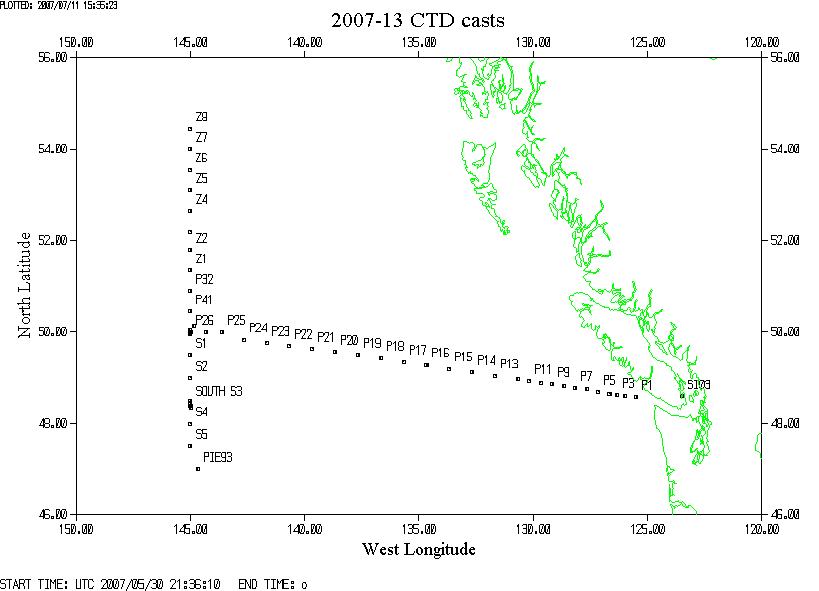 PLOTTED: 2007/07/11 15:35:23
2007-13 CTD casts
150.00 145.00 140.00 135.00 130.00 125.00 120.00
56.00 56.00
Z9
Z7
54.00 54.00
Z6
Z5
Z4
52.00 52.00
Z2
Z1
P92
P41
50.00 P26 P25 50.00
P24 P23 P22 P21 P20 P19 P18 P17 P16 P15 P14 P13 P11 P9 P7 P5 P3 P1
S1
S2
SOUTH S3
S4
48.00 48.00
S5
PIE93
46.00 46.00
150.00 145.00 140.00 135.00 130.00 125.00 120.00
North Latitude
West Longitude
START TIME: UTC 2007/05/30 21:36:10 END TIME: o